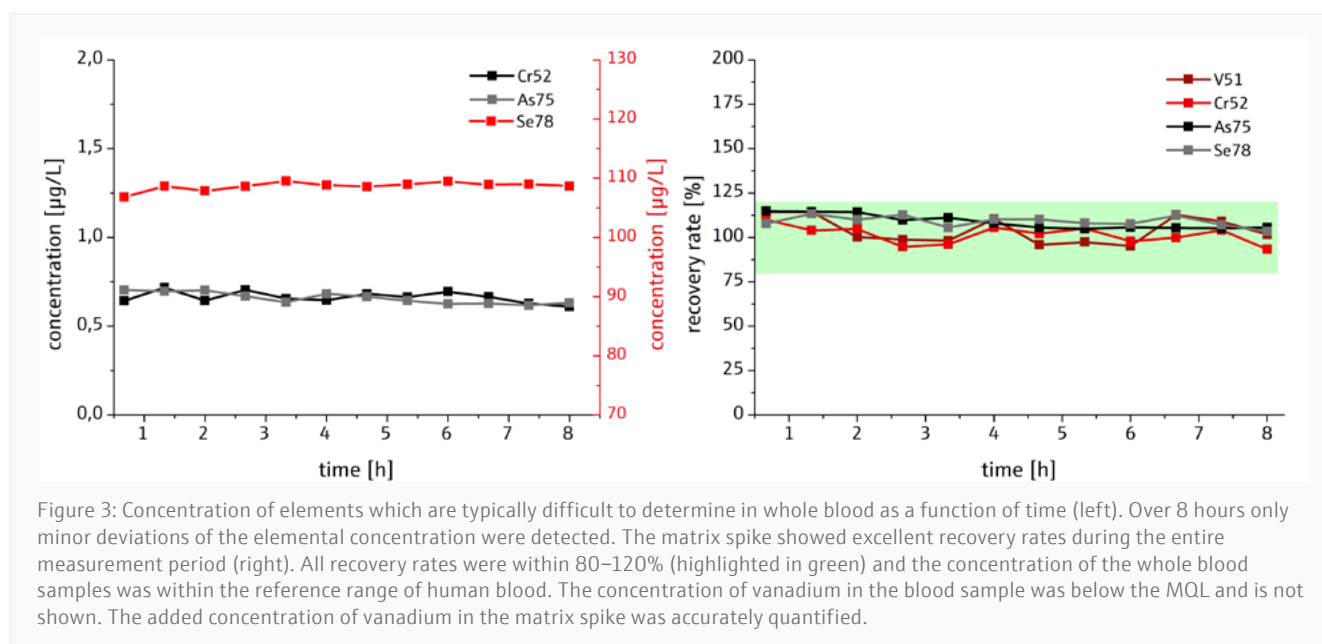 2,0
1,5
1,0
0,5
0,0
concentration [µg/L]
Cr52
As75
Se78
130
120
110
100
90
80
70
concentration [µg/L]
1 2 3 4 5 6 7 8
time [h]
200
175
150
125
100
75
50
25
0
recovery rate [%]
V51
Cr52
As75
Se78
1 2 3 4 5 6 7 8
time [h]
Figure 3: Concentration of elements which are typically difficult to determine in whole blood as a function of time (left). Over 8 hours only
minor deviations of the elemental concentration were detected. The matrix spike showed excellent recovery rates during the entire
measurement period (right). All recovery rates were within 80–120% (highlighted in green) and the concentration of the whole blood
samples was within the reference range of human blood. The concentration of vanadium in the blood sample was below the MQL and is not
shown. The added concentration of vanadium in the matrix spike was accurately quantified.